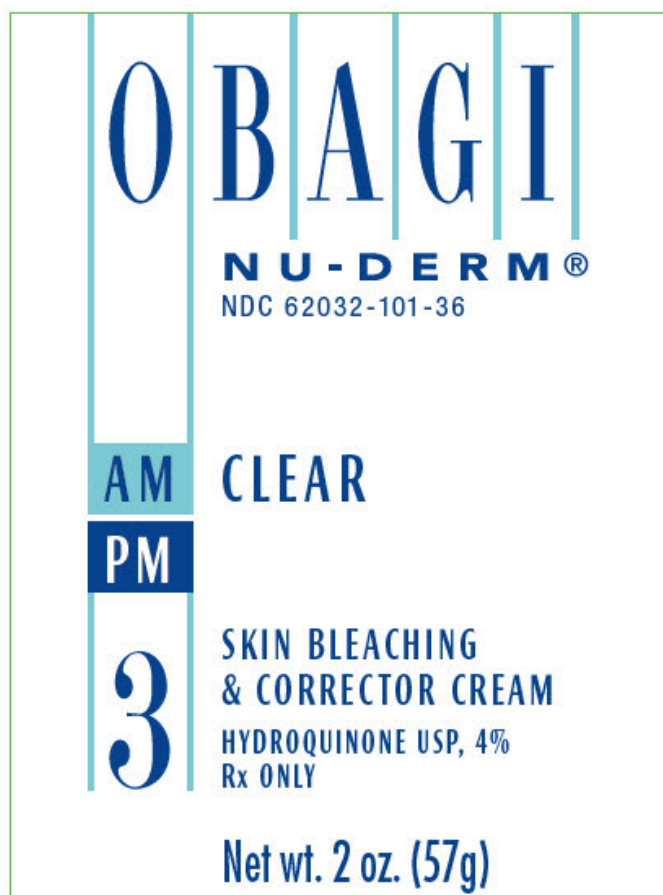 OBAGI
NU-DERM®
NDC 62032-101-36
AM CLEAR
PM
3
SKIN BLEACHING
& CORRECTOR CREAM
HYDROQUINONE USP, 4%
Rx ONLY
Net wt. 2 oz. (57g)